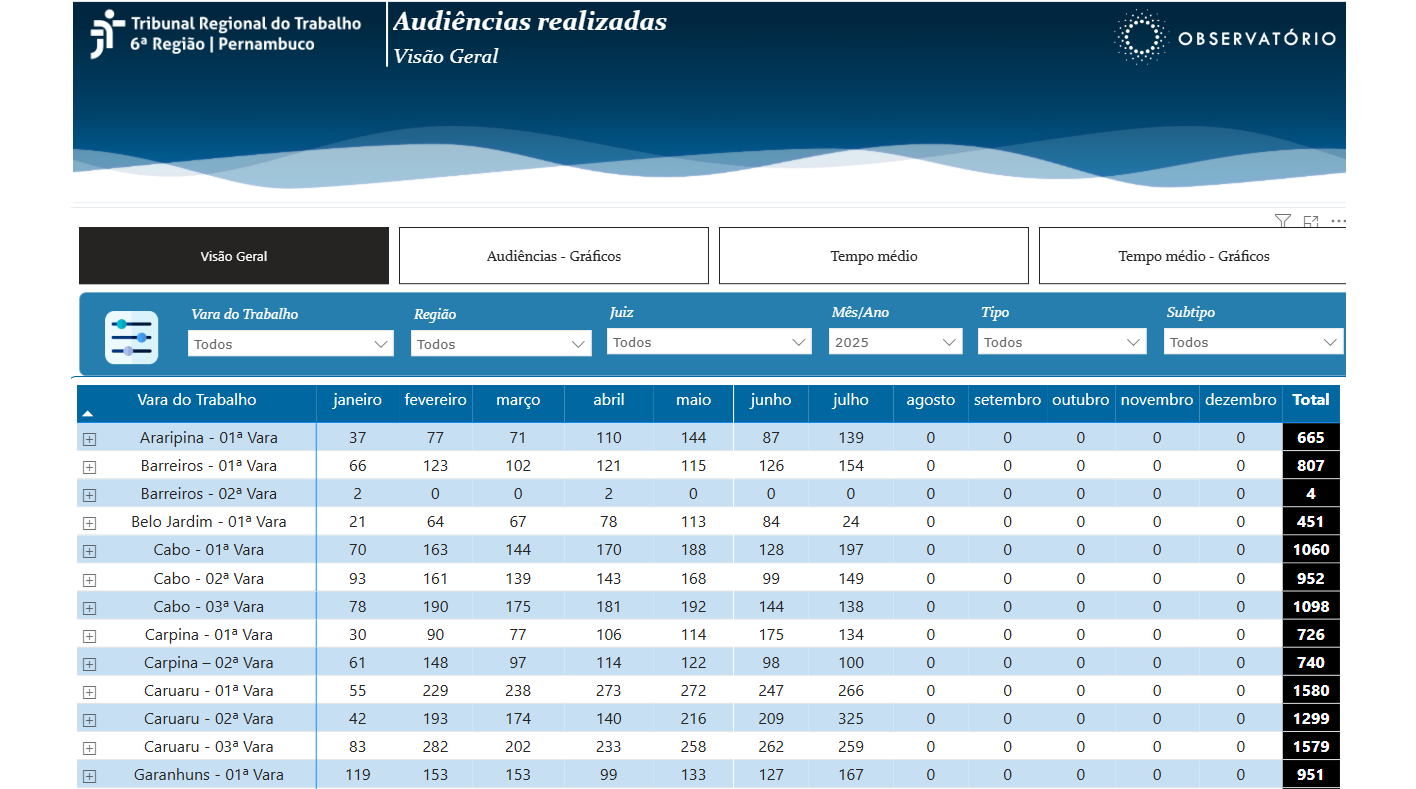 Tribunal Regional do Trabalho
6ª Região | Pernambuco
Audiências realizadas
Visão Geral
OBSERVATÓRIO
Visão Geral
Audiências - Gráficos
Tempo médio
Tempo médio - Gráficos
Vara do Trabalho Região Juiz Mês/Ano Tipo Subtipo
Todos Todos Todos 2025 Todos Todos
Vara do Trabalho janeiro fevereiro março abril maio junho julho agosto setembro outubro novembro dezembro Total
Araripina - 01ª Vara 37 77 71 110 144 87 139 0 0 0 0 0 665
Barreiros - 01ª Vara 66 123 102 121 115 126 154 0 0 0 0 0 807
Barreiros - 02ª Vara 2 0 0 2 0 0 0 0 0 0 0 0 4
Belo Jardim - 01ª Vara 21 64 67 78 113 84 24 0 0 0 0 0 451
Cabo - 01ª Vara 70 163 144 170 188 128 197 0 0 0 0 0 1060
Cabo - 02ª Vara 93 161 139 143 168 99 149 0 0 0 0 0 952
Cabo - 03ª Vara 78 190 175 181 192 144 138 0 0 0 0 0 1098
Carpina - 01ª Vara 30 90 77 106 114 175 134 0 0 0 0 0 726
Carpina – 02ª Vara 61 148 97 114 122 98 100 0 0 0 0 0 740
Caruaru - 01ª Vara 55 229 238 273 272 247 266 0 0 0 0 0 1580
Caruaru - 02ª Vara 42 193 174 140 216 209 325 0 0 0 0 0 1299
Caruaru - 03ª Vara 83 282 202 233 258 262 259 0 0 0 0 0 1579
Garanhuns - 01ª Vara 119 153 153 99 133 127 167 0 0 0 0 0 951